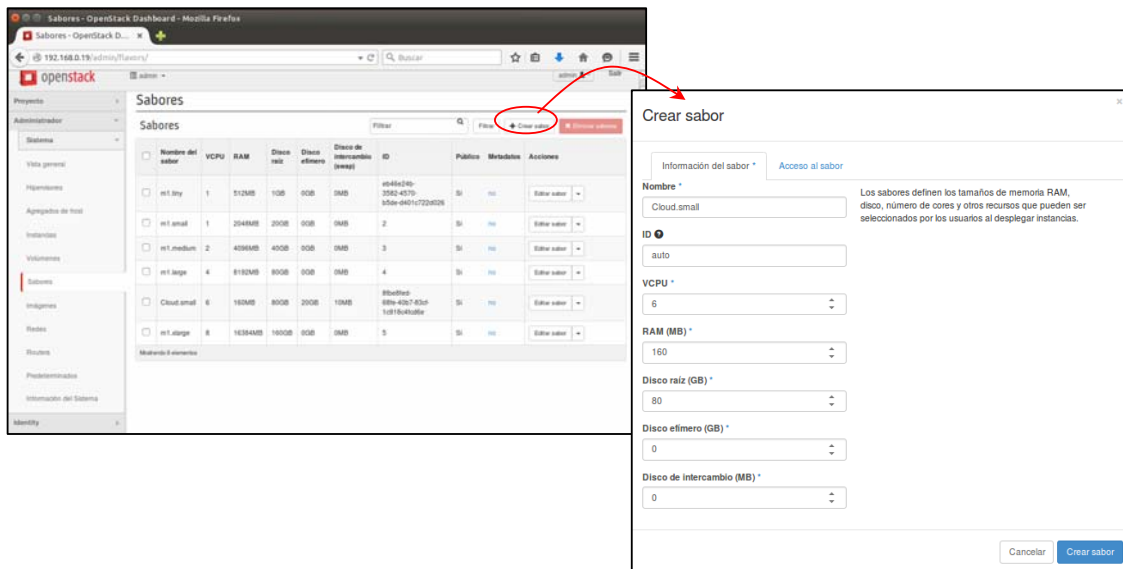 Sabores - OpenStack Dashboard - Mozilla Firefox
Sabores - OpenStack D...
192.168.0.19/admin/flavors/
Buscar
openstack
admin
admin
Salir
Proyecto
Administrador
Sistema
Vista general
Hipervisores
Agregados de host
Instancias
Volúmenes
Sabores
Imágenes
Redes
Routers
Predeterminados
Información del Sistema
Identity
Sabores
Sabores
Filtrar
Filtrar
Crear sabor
Eliminar sabores
Nombre del sabor VCPU RAM Disco raíz Disco efímero Disco de intercambio (swap) ID Público Metadatos Acciones
m1.tiny 1 512MB 1GB 0GB 0MB eb46e24b-3582-4570-b5de-d401c722d026 Sí no Editar sabor
m1.small 1 2048MB 20GB 0GB 0MB 2 Sí no Editar sabor
m1.medium 2 4096MB 40GB 0GB 0MB 3 Sí no Editar sabor
m1.large 4 8192MB 80GB 0GB 0MB 4 Sí no Editar sabor
Cloud.small 6 160MB 80GB 20GB 10MB Sí no Editar sabor
m1.xlarge 8 16384MB 160GB 0GB 0MB 5 Sí no Editar sabor
Mostrando 6 elementos
×
Crear sabor
Información del sabor *
Acceso al sabor
Nombre *
Cloud.small
ID
auto
VCPU *
6
RAM (MB) *
160
Disco raíz (GB) *
80
Disco efímero (GB) *
0
Disco de intercambio (MB) *
0
Los sabores definen los tamaños de memoria RAM,
disco, número de cores y otros recursos que pueden ser
seleccionados por los usuarios al desplegar instancias.
Cancelar
Crear sabor